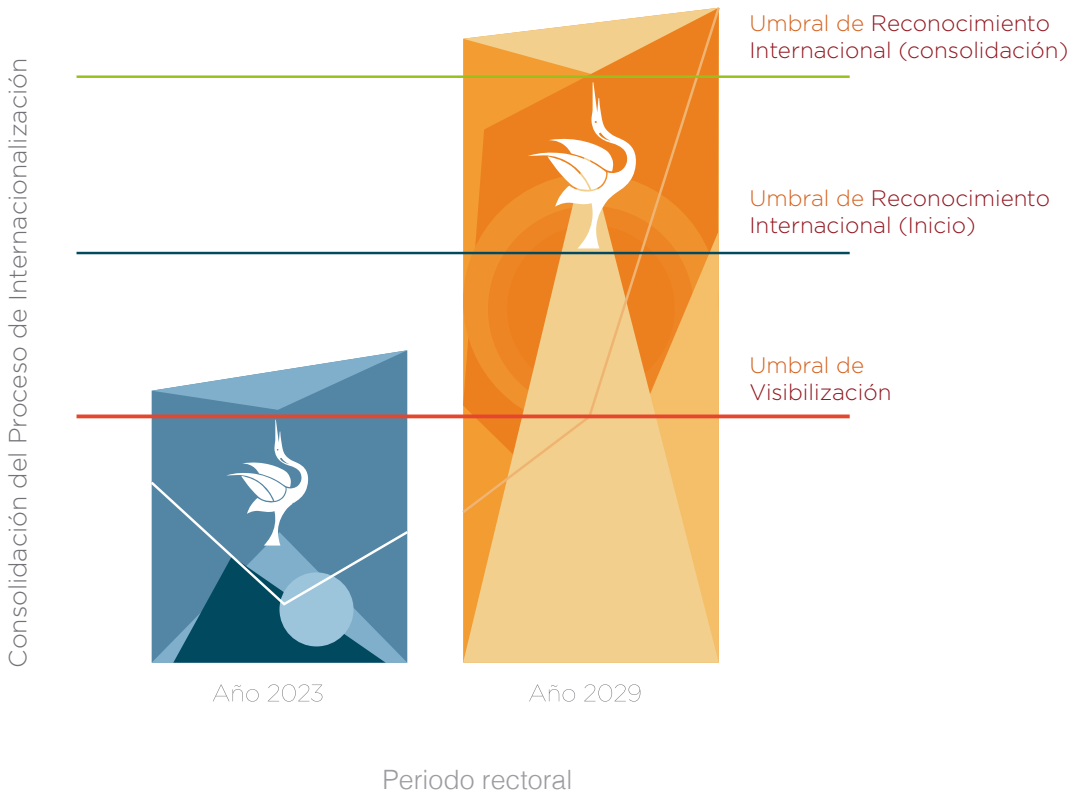 Consolidación del Proceso de Internacionalización
Umbral de Reconocimiento
Internacional (consolidación)
Umbral de Reconocimiento
Internacional (Inicio)
Umbral de
Visibilización
Año 2023
Año 2029
Periodo rectoral